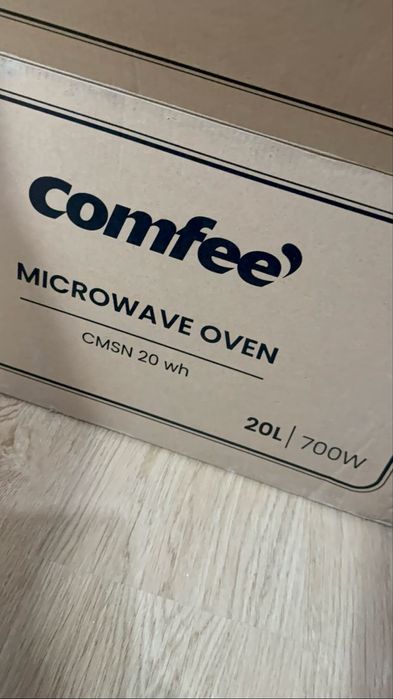 comfee'
MICROWAVE OVEN
CMSN 20 wh
20L | 700W